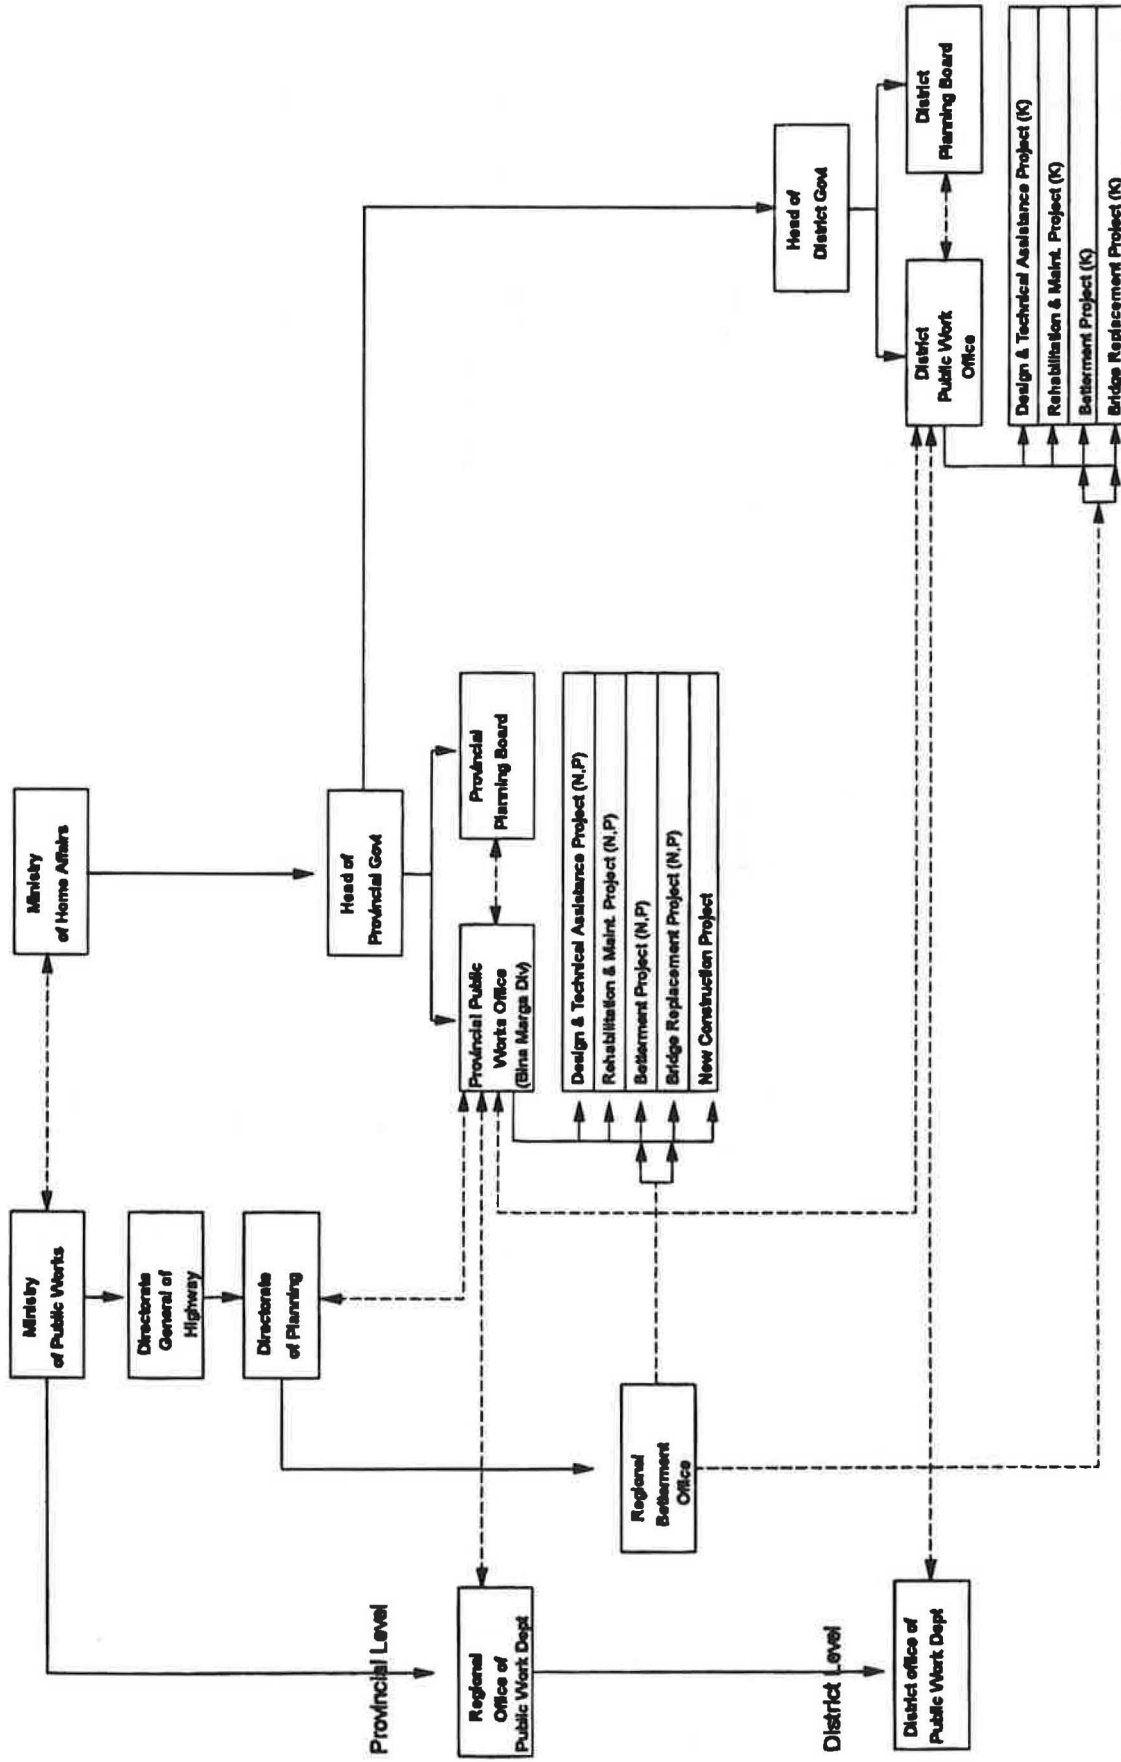 Ministry
of Public Works
Ministry
of Home Affairs
Directorate
General of
Highway
Directorate
of Planning
Provincial Level
Head of
Provincial Govt
Regional
Office of
Public Work Dept
Provincial Public
Works Office
(Bina Marga Div)
Provincial
Planning Board
Regional
Betterment
Office
Design & Technical Assistance Project (N,P)
Rehabilitation & Maint. Project (N,P)
Betterment Project (N,P)
Bridge Replacement Project (N,P)
New Construction Project
District Level
Head of
District Govt
District office of
Public Work Dept
District
Public Work
Office
District
Planning Board
Design & Technical Assistance Project (K)
Rehabilitation & Maint. Project (K)
Betterment Project (K)
Bridge Replacement Project (K)